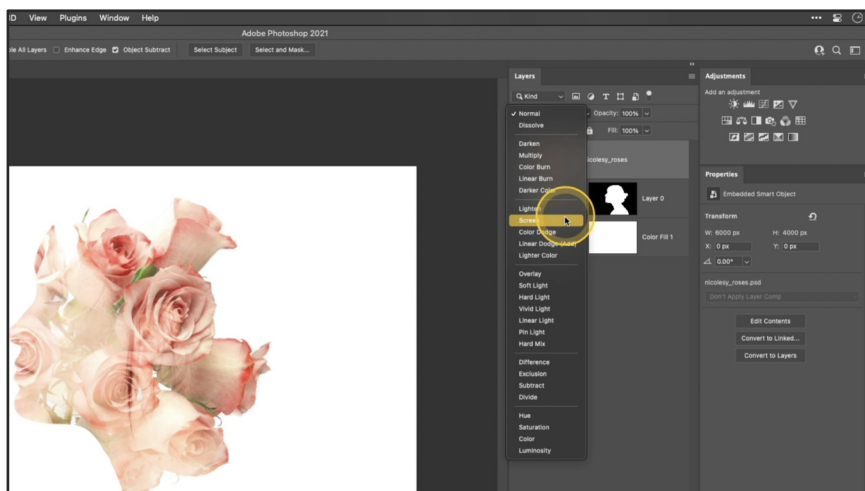 3D View Plugins Window Help
Adobe Photoshop 2021
All Layers Enhance Edge Object Subtract Select Subject Select and Mask...
Layers
Kind
Normal
Opacity: 100%
Dissolve
Fill: 100%
Darken
Multiply
Color Burn
Linear Burn
Darker Color
Lighten
Screen
Color Dodge
Linear Dodge (Add)
Lighter Color
Overlay
Soft Light
Hard Light
Vivid Light
Linear Light
Pin Light
Hard Mix
Difference
Exclusion
Subtract
Divide
Hue
Saturation
Color
Luminosity
nicolesy_roses
Layer 0
Color Fill 1
Adjustments
Add an adjustment
Properties
Embedded Smart Object
Transform
W: 6000 px H: 4000 px
X: 0 px Y: 0 px
0.00°
nicolesy_roses.psd
Don't Apply Layer Comp
Edit Contents
Convert to Linked...
Convert to Layers